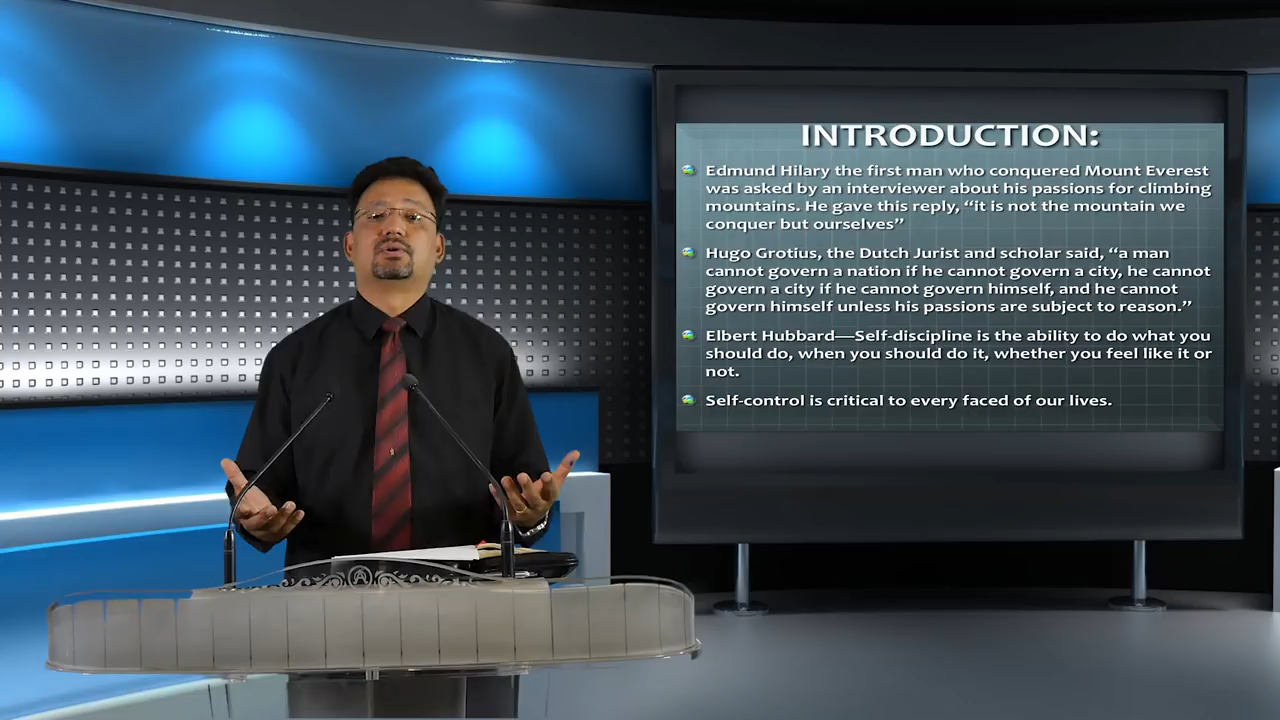 INTRODUCTION:
Edmund Hilary the first man who conquered Mount Everest
was asked by an interviewer about his passions for climbing
mountains. He gave this reply, “it is not the mountain we
conquer but ourselves”
Hugo Grotius, the Dutch Jurist and scholar said, “a man
cannot govern a nation if he cannot govern a city, he cannot
govern a city if he cannot govern himself, and he cannot
govern himself unless his passions are subject to reason.”
Elbert Hubbard—Self-discipline is the ability to do what you
should do, when you should do it, whether you feel like it or
not.
Self-control is critical to every faced of our lives.